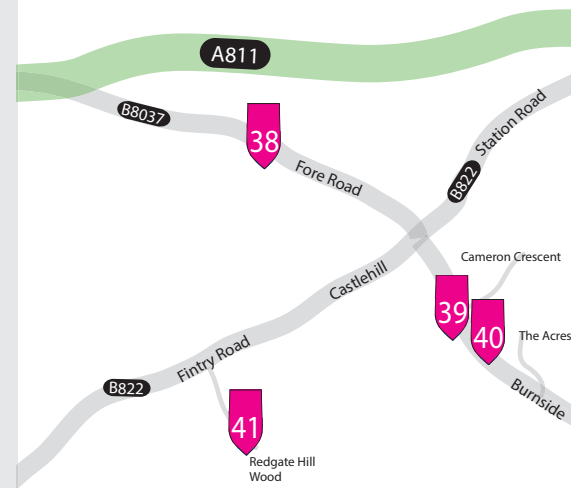 A811
B8037
38
Station Road
Fore Road
B822
Cameron Crescent
Castlehill
39
40
The Acres
Fintry Road
B822
Burnside
41
Redgate Hill
Wood